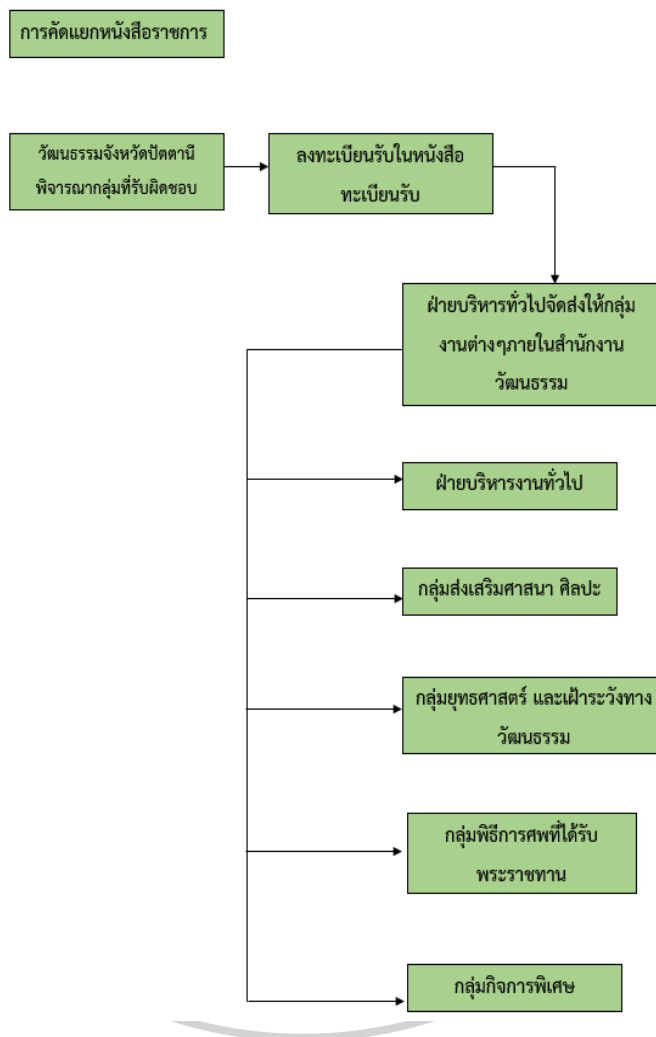 การคัดแยกหนังสือราชการ
วัฒนธรรมจังหวัดปัตตานี
พิจารณากลุ่มที่รับผิดชอบ
ลงทะเบียนรับในหนังสือ
ทะเบียนรับ
ฝ่ายบริหารทั่วไปจัดส่งให้กลุ่ม
งานต่างๆภายในสำนักงาน
วัฒนธรรม
ฝ่ายบริหารงานทั่วไป
กลุ่มส่งเสริมศาสนา ศิลปะ
กลุ่มยุทธศาสตร์ และเฝ้าระวังทาง
วัฒนธรรม
กลุ่มพิธีการศพที่ได้รับ
พระราชทาน
กลุ่มกิจการพิเศษ